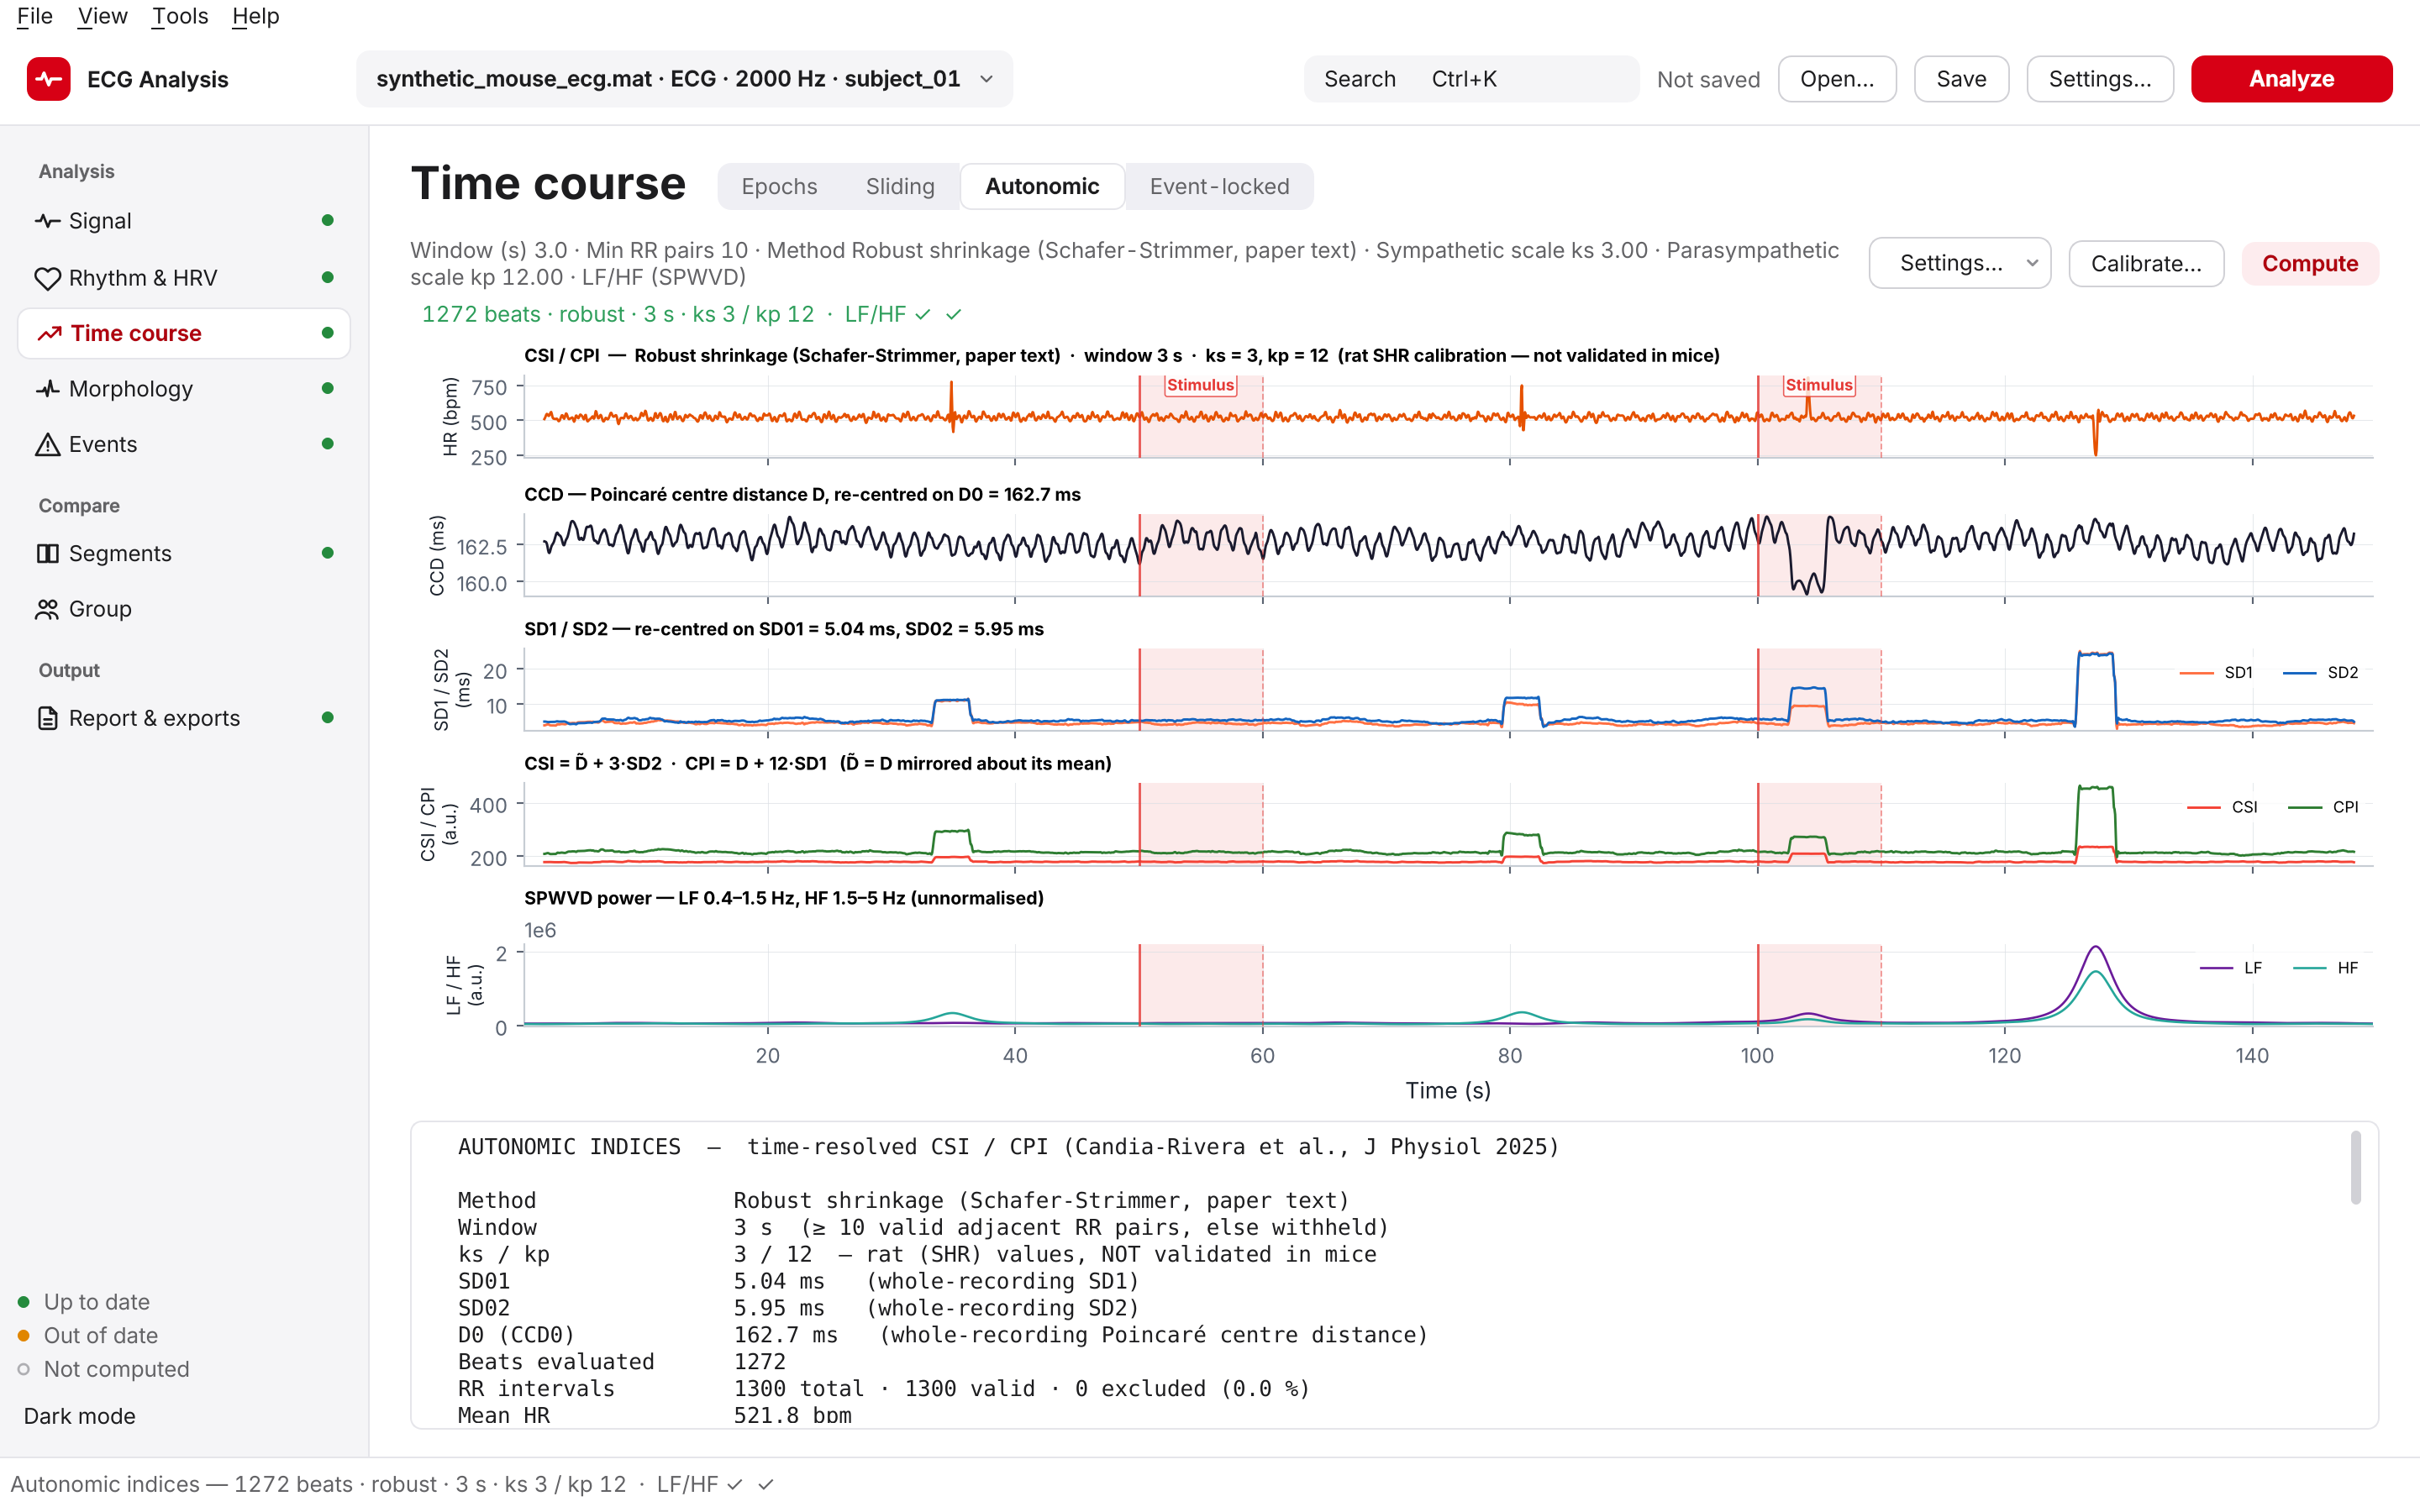 File View Tools Help
ECG Analysis
synthetic_mouse_ecg.mat · ECG · 2000 Hz · subject_01
Search Ctrl+K
Not saved
Open...
Save
Settings...
Analyze
Analysis
Signal
Rhythm & HRV
Time course
Morphology
Events
Compare
Segments
Group
Output
Report & exports
Up to date
Out of date
Not computed
Dark mode
Time course
Epochs Sliding Autonomic Event-locked
Window (s) 3.0 · Min RR pairs 10 · Method Robust shrinkage (Schafer-Strimmer, paper text) · Sympathetic scale ks 3.00 · Parasympathetic
scale kp 12.00 · LF/HF (SPWVD)
Settings...
Calibrate...
Compute
1272 beats · robust · 3 s · ks 3 / kp 12 · LF/HF ✓ ✓
CSI / CPI — Robust shrinkage (Schafer-Strimmer, paper text) · window 3 s · ks = 3, kp = 12 (rat SHR calibration — not validated in mice)
HR (bpm)
750
500
250
Stimulus
Stimulus
CCD — Poincaré centre distance D, re-centred on D0 = 162.7 ms
CCD (ms)
162.5
160.0
SD1 / SD2 — re-centred on SD01 = 5.04 ms, SD02 = 5.95 ms
SD1 / SD2
(ms)
20
10
SD1 SD2
CSI = D̃ + 3·SD2 · CPI = D + 12·SD1 (D̃ = D mirrored about its mean)
CSI / CPI
(a.u.)
400
200
CSI CPI
SPWVD power — LF 0.4–1.5 Hz, HF 1.5–5 Hz (unnormalised)
1e6
LF / HF
(a.u.)
2
0
LF HF
20 40 60 80 100 120 140
Time (s)
AUTONOMIC INDICES — time-resolved CSI / CPI (Candia-Rivera et al., J Physiol 2025)
Method Robust shrinkage (Schafer-Strimmer, paper text)
Window 3 s (≥ 10 valid adjacent RR pairs, else withheld)
ks / kp 3 / 12 — rat (SHR) values, NOT validated in mice
SD01 5.04 ms (whole-recording SD1)
SD02 5.95 ms (whole-recording SD2)
D0 (CCD0) 162.7 ms (whole-recording Poincaré centre distance)
Beats evaluated 1272
RR intervals 1300 total · 1300 valid · 0 excluded (0.0 %)
Mean HR 521.8 bpm
Autonomic indices — 1272 beats · robust · 3 s · ks 3 / kp 12 · LF/HF ✓ ✓